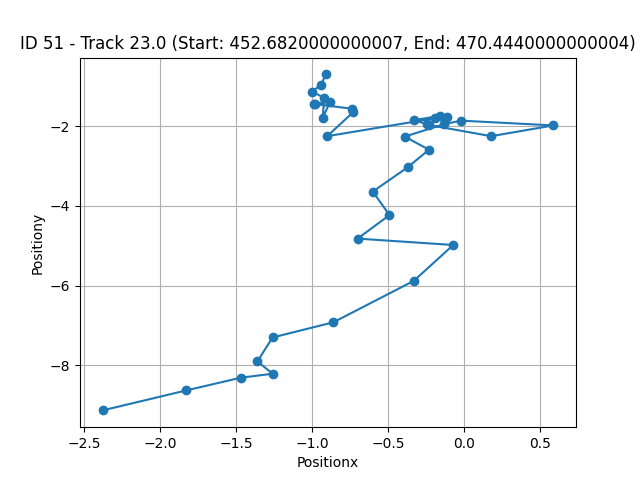 ID 51 - Track 23.0 (Start: 452.6820000000007, End: 470.4440000000004)
Positiony
−2
−4
−6
−8
−2.5 −2.0 −1.5 −1.0 −0.5 0.0 0.5
Positionx